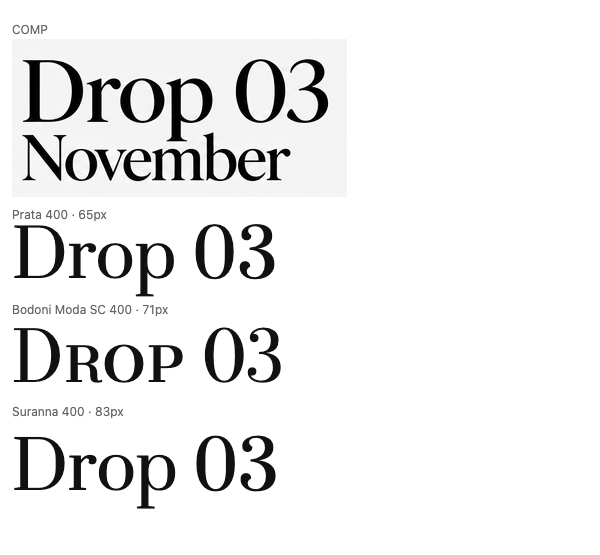 COMP
Drop 03
November
Prata 400 · 65px
Drop 03
Bodoni Moda SC 400 · 71px
Drop 03
Suranna 400 · 83px
Drop 03